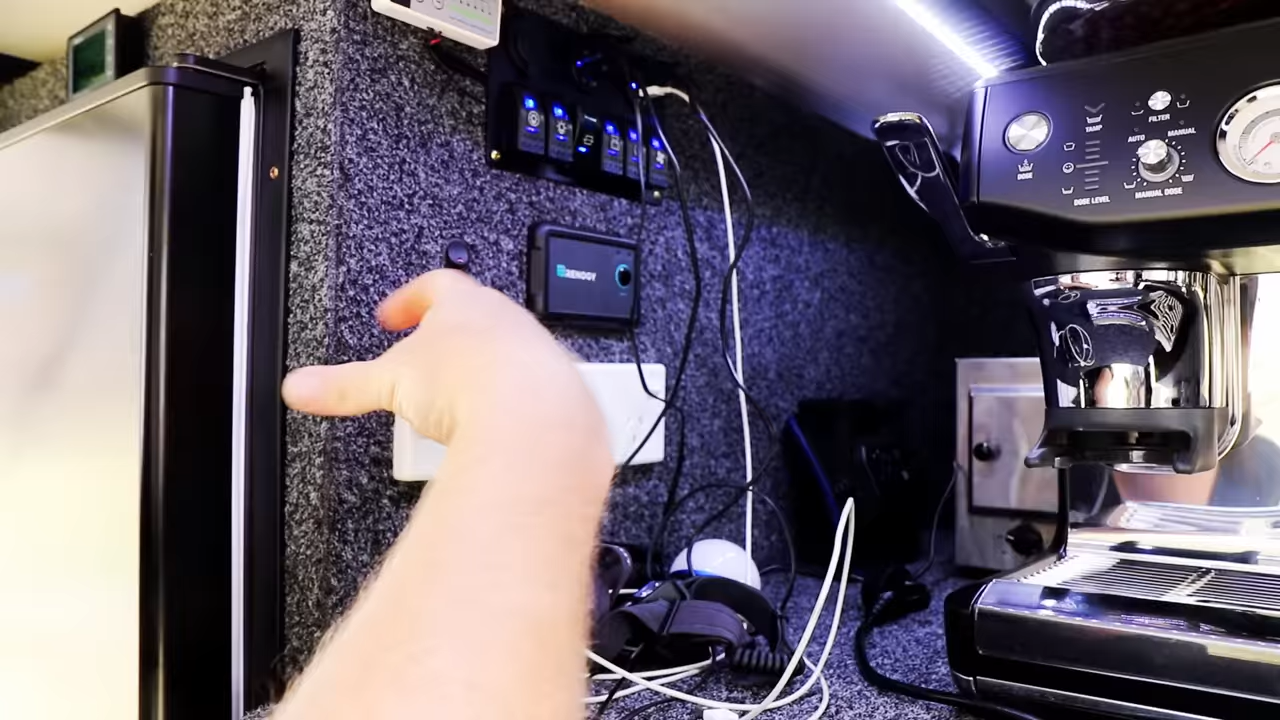 RENOGY
TAMP
FILTER
AUTO
MANUAL
DOSE
DOSE LEVEL
MANUAL DOSE